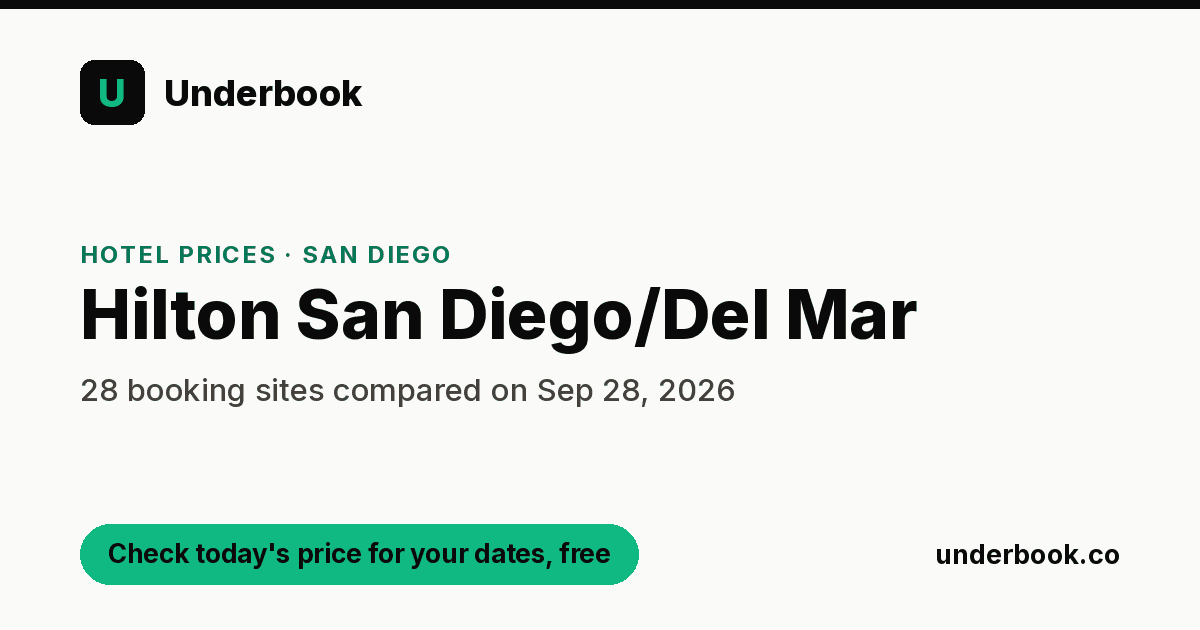 U Underbook
HOTEL PRICES · SAN DIEGO
Hilton San Diego/Del Mar
28 booking sites compared on Sep 28, 2026
Check today's price for your dates, free
underbook.co